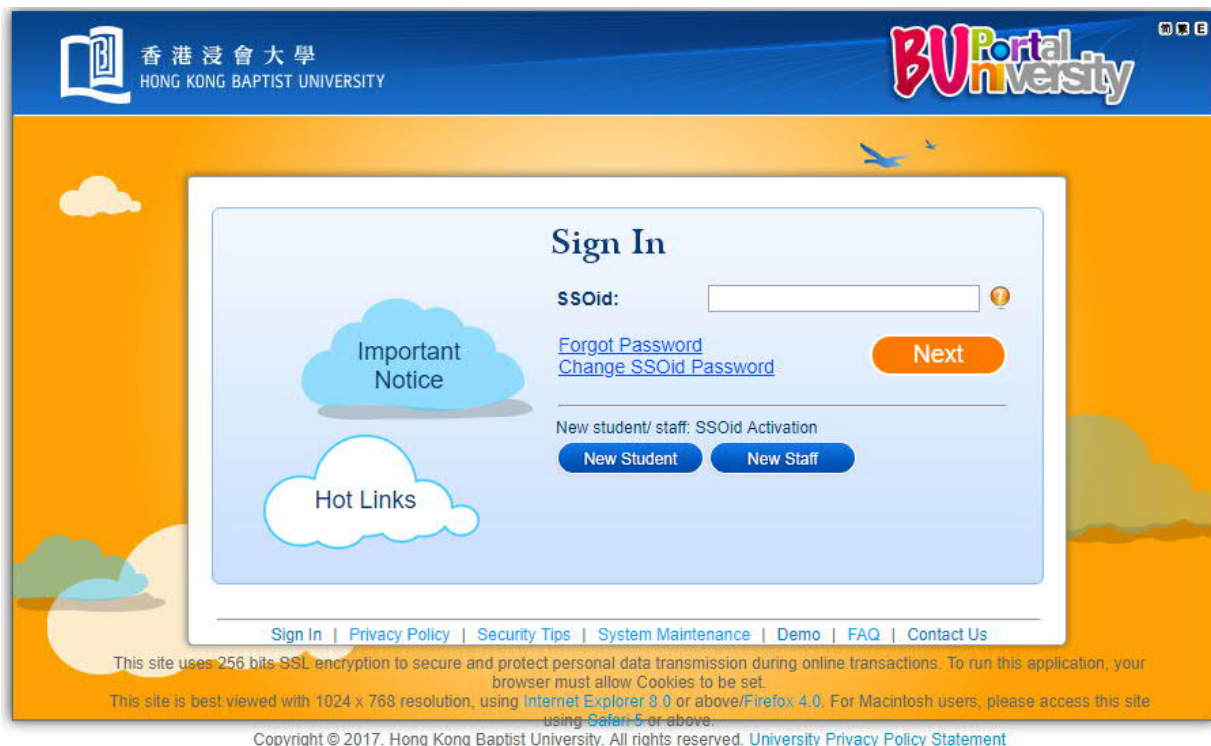 香港浸會大學
HONG KONG BAPTIST UNIVERSITY
BU Portal
University
简 繁 E
Sign In
SSOid:
Forgot Password
Change SSOid Password
Next
Important
Notice
New student/ staff: SSOid Activation
New Student New Staff
Hot Links
Sign In | Privacy Policy | Security Tips | System Maintenance | Demo | FAQ | Contact Us
This site uses 256 bits SSL encryption to secure and protect personal data transmission during online transactions. To run this application, your
browser must allow Cookies to be set.
This site is best viewed with 1024 x 768 resolution, using Internet Explorer 8.0 or above/Firefox 4.0. For Macintosh users, please access this site
using Safari 5 or above.
Copyright © 2017. Hong Kong Baptist University. All rights reserved. University Privacy Policy Statement